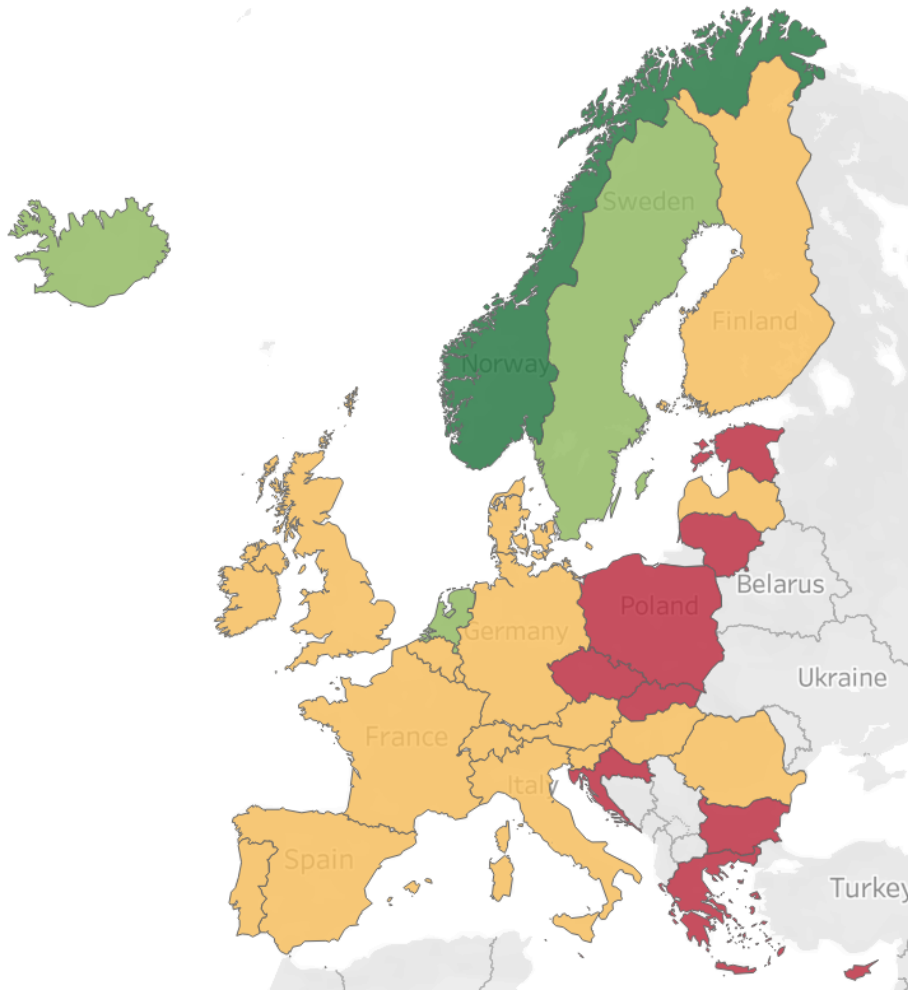 Sweden
Finland
Norway
Belarus
Poland
Germany
Ukraine
France
Italy
Spain
Turkey